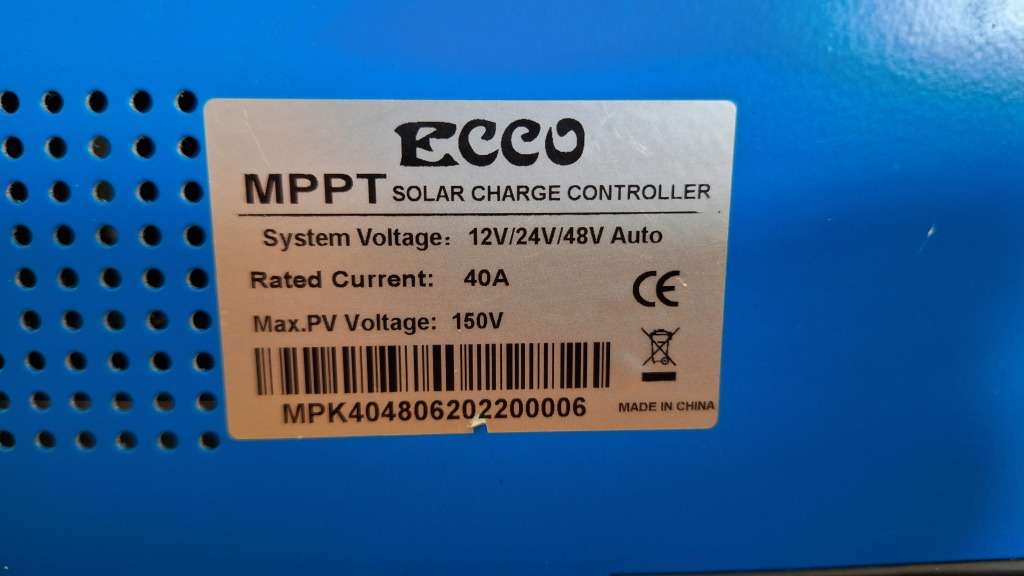 ECCO
MPPT SOLAR CHARGE CONTROLLER
System Voltage: 12V/24V/48V Auto
Rated Current: 40A
CE
Max.PV Voltage: 150V
MPK404806202200006
MADE IN CHINA